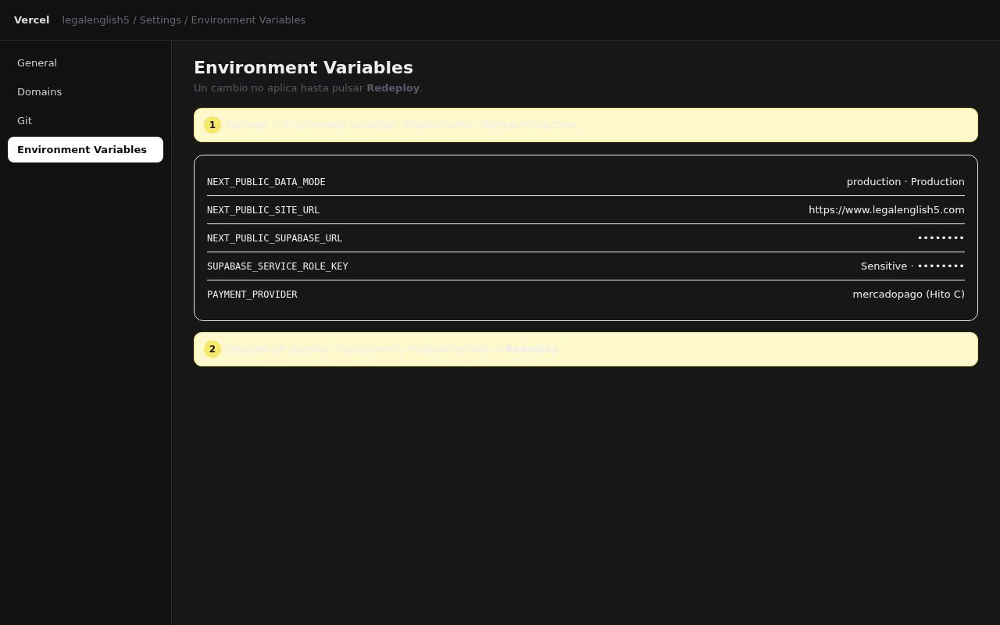 Vercel legalenglish5 / Settings / Environment Variables
General
Domains
Git
Environment Variables
Environment Variables
Un cambio no aplica hasta pulsar Redeploy.
1 Settings → Environment Variables. Añada o edite. Marque Production.
NEXT_PUBLIC_DATA_MODE production · Production
NEXT_PUBLIC_SITE_URL https://www.legalenglish5.com
NEXT_PUBLIC_SUPABASE_URL ••••••••
SUPABASE_SERVICE_ROLE_KEY Sensitive · ••••••••
PAYMENT_PROVIDER mercadopago (Hito C)
2 Después de guardar: Deployments → última versión → Redeploy.